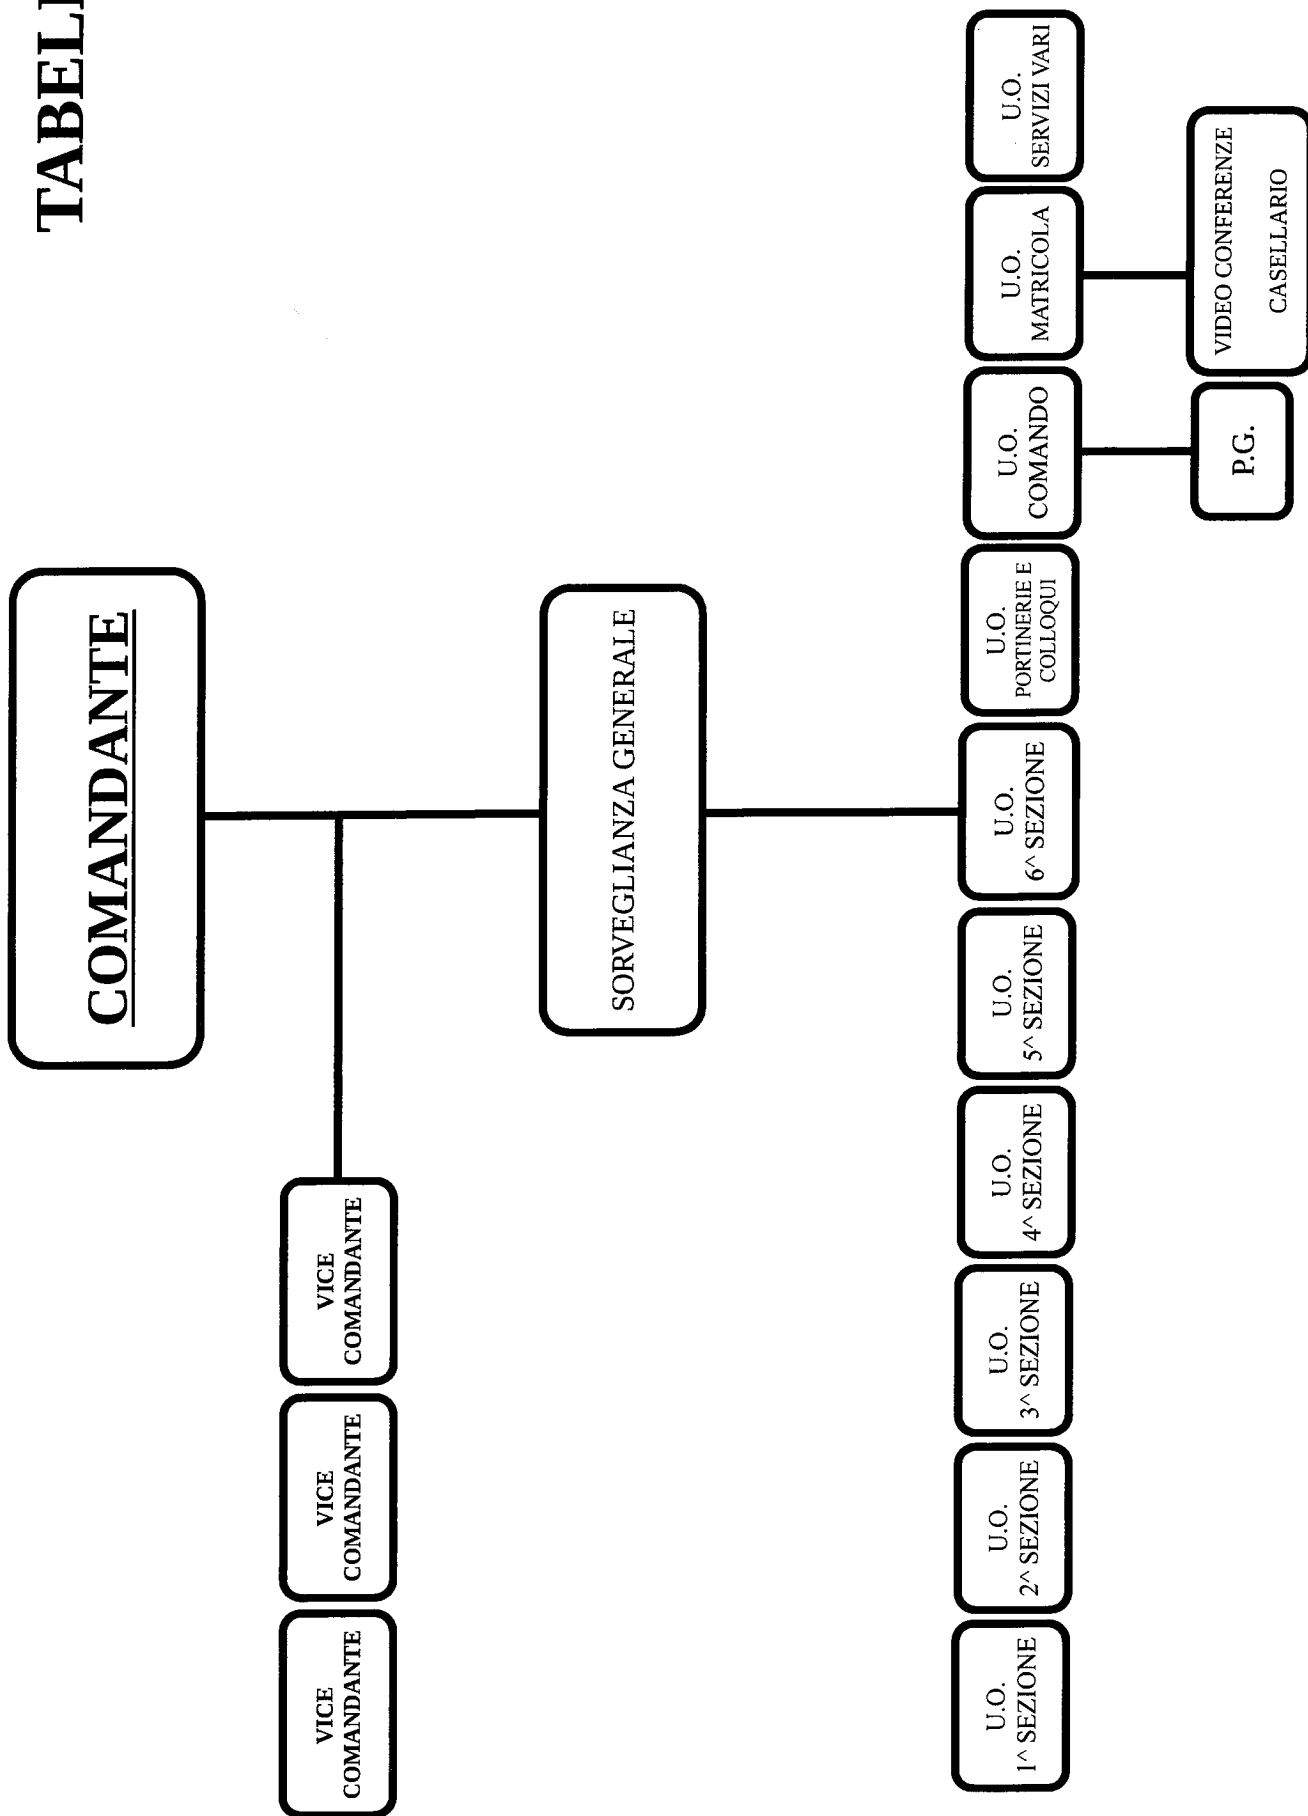 TABELL
COMANDANTE
VICE
COMANDANTE
VICE
COMANDANTE
VICE
COMANDANTE
SORVEGLIANZA GENERALE
U.O.
1^ SEZIONE
U.O.
2^ SEZIONE
U.O.
3^ SEZIONE
U.O.
4^ SEZIONE
U.O.
5^ SEZIONE
U.O.
6^ SEZIONE
U.O.
PORTINERIE E
COLLOQUI
U.O.
COMANDO
U.O.
MATRICOLA
U.O.
SERVIZI VARI
P.G.
VIDEO CONFERENZE
CASELLARIO